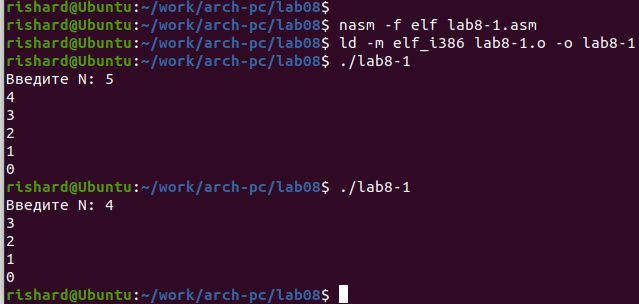 rishard@Ubuntu:~/work/arch-pc/lab08$
rishard@Ubuntu:~/work/arch-pc/lab08$ nasm -f elf lab8-1.asm
rishard@Ubuntu:~/work/arch-pc/lab08$ ld -m elf_i386 lab8-1.o -o lab8-1
rishard@Ubuntu:~/work/arch-pc/lab08$ ./lab8-1
Введите N: 5
4
3
2
1
0
rishard@Ubuntu:~/work/arch-pc/lab08$ ./lab8-1
Введите N: 4
3
2
1
0
rishard@Ubuntu:~/work/arch-pc/lab08$